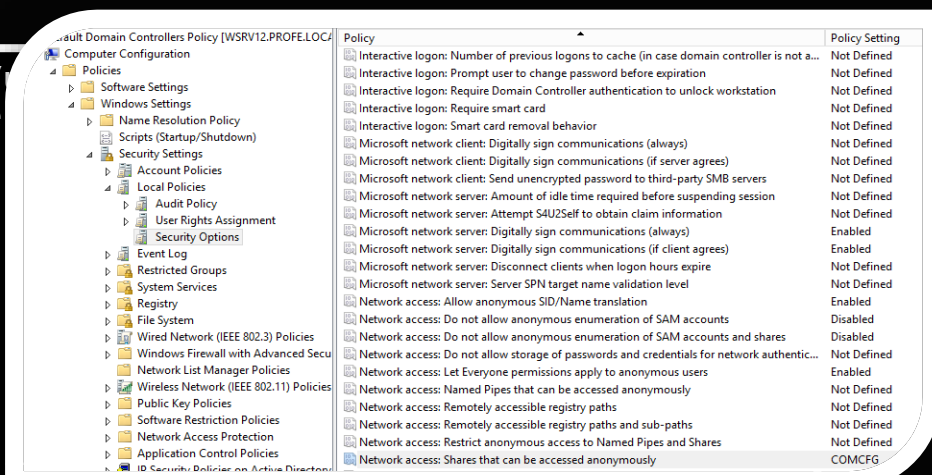 ault Domain Controllers Policy [WSRV12.PROFE.LOCA
Computer Configuration
Policies
Software Settings
Windows Settings
Name Resolution Policy
Scripts (Startup/Shutdown)
Security Settings
Account Policies
Local Policies
Audit Policy
User Rights Assignment
Security Options
Event Log
Restricted Groups
System Services
Registry
File System
Wired Network (IEEE 802.3) Policies
Windows Firewall with Advanced Secu
Network List Manager Policies
Wireless Network (IEEE 802.11) Policies
Public Key Policies
Software Restriction Policies
Network Access Protection
Application Control Policies
IP Security Policies on Active Directory
Policy Policy Setting
Interactive logon: Number of previous logons to cache (in case domain controller is not a... Not Defined
Interactive logon: Prompt user to change password before expiration Not Defined
Interactive logon: Require Domain Controller authentication to unlock workstation Not Defined
Interactive logon: Require smart card Not Defined
Interactive logon: Smart card removal behavior Not Defined
Microsoft network client: Digitally sign communications (always) Not Defined
Microsoft network client: Digitally sign communications (if server agrees) Not Defined
Microsoft network client: Send unencrypted password to third-party SMB servers Not Defined
Microsoft network server: Amount of idle time required before suspending session Not Defined
Microsoft network server: Attempt S4U2Self to obtain claim information Not Defined
Microsoft network server: Digitally sign communications (always) Enabled
Microsoft network server: Digitally sign communications (if client agrees) Enabled
Microsoft network server: Disconnect clients when logon hours expire Not Defined
Microsoft network server: Server SPN target name validation level Not Defined
Network access: Allow anonymous SID/Name translation Enabled
Network access: Do not allow anonymous enumeration of SAM accounts Disabled
Network access: Do not allow anonymous enumeration of SAM accounts and shares Disabled
Network access: Do not allow storage of passwords and credentials for network authentic... Not Defined
Network access: Let Everyone permissions apply to anonymous users Enabled
Network access: Named Pipes that can be accessed anonymously Not Defined
Network access: Remotely accessible registry paths Not Defined
Network access: Remotely accessible registry paths and sub-paths Not Defined
Network access: Restrict anonymous access to Named Pipes and Shares Not Defined
Network access: Shares that can be accessed anonymously COMCFG